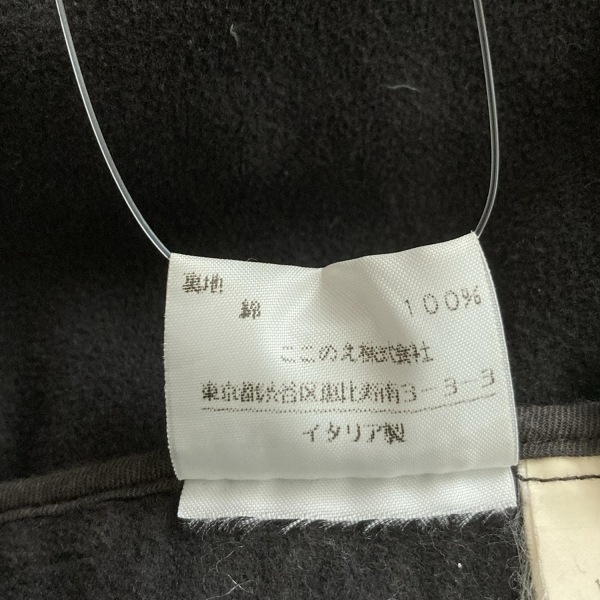 裏地
綿 100%
ここのえ株式会社
東京都渋谷区恵比寿南3-3-3
イタリア製